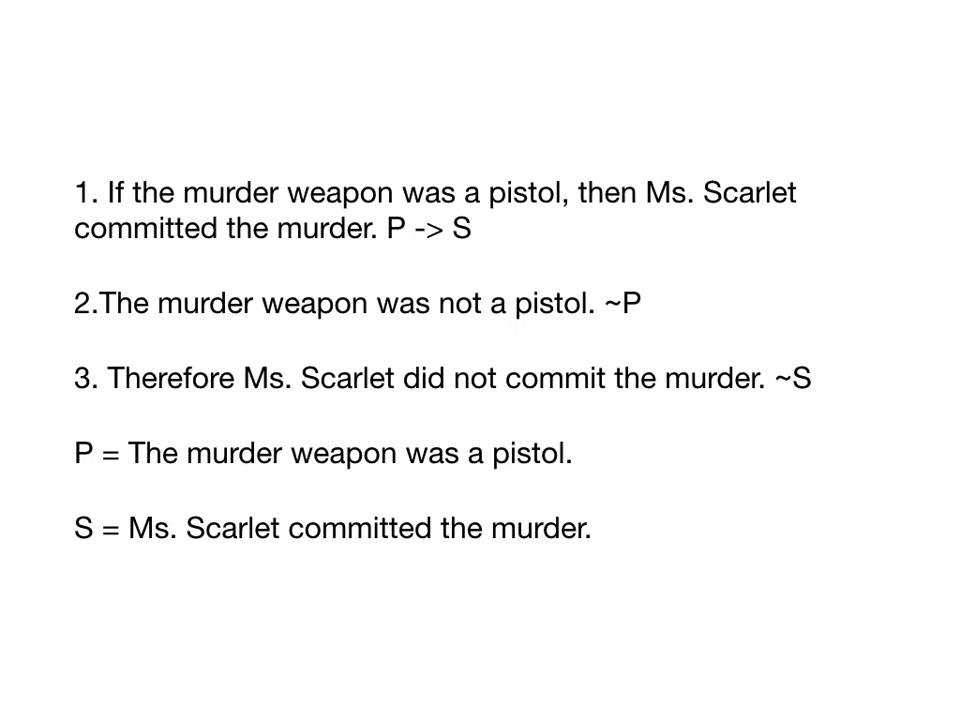 1. If the murder weapon was a pistol, then Ms. Scarlet
committed the murder. P -> S
2.The murder weapon was not a pistol. ~P
3. Therefore Ms. Scarlet did not commit the murder. ~S
P = The murder weapon was a pistol.
S = Ms. Scarlet committed the murder.